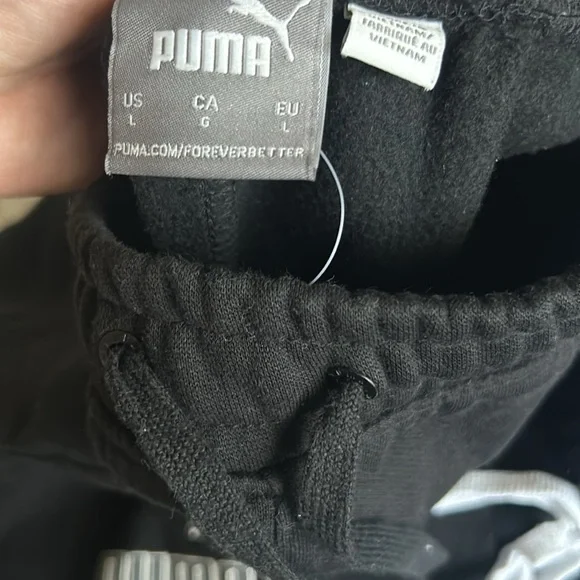 PUMA
US CA EU
L G L
PUMA.COM/FOREVERBETTER
FABRIQUÉ AU
VIETNAM